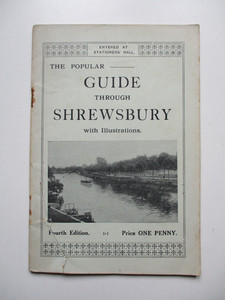 ENTERED AT
STATIONERS HALL.
THE POPULAR
GUIDE
THROUGH
SHREWSBURY
with Illustrations.
Fourth Edition. Price ONE PENNY.